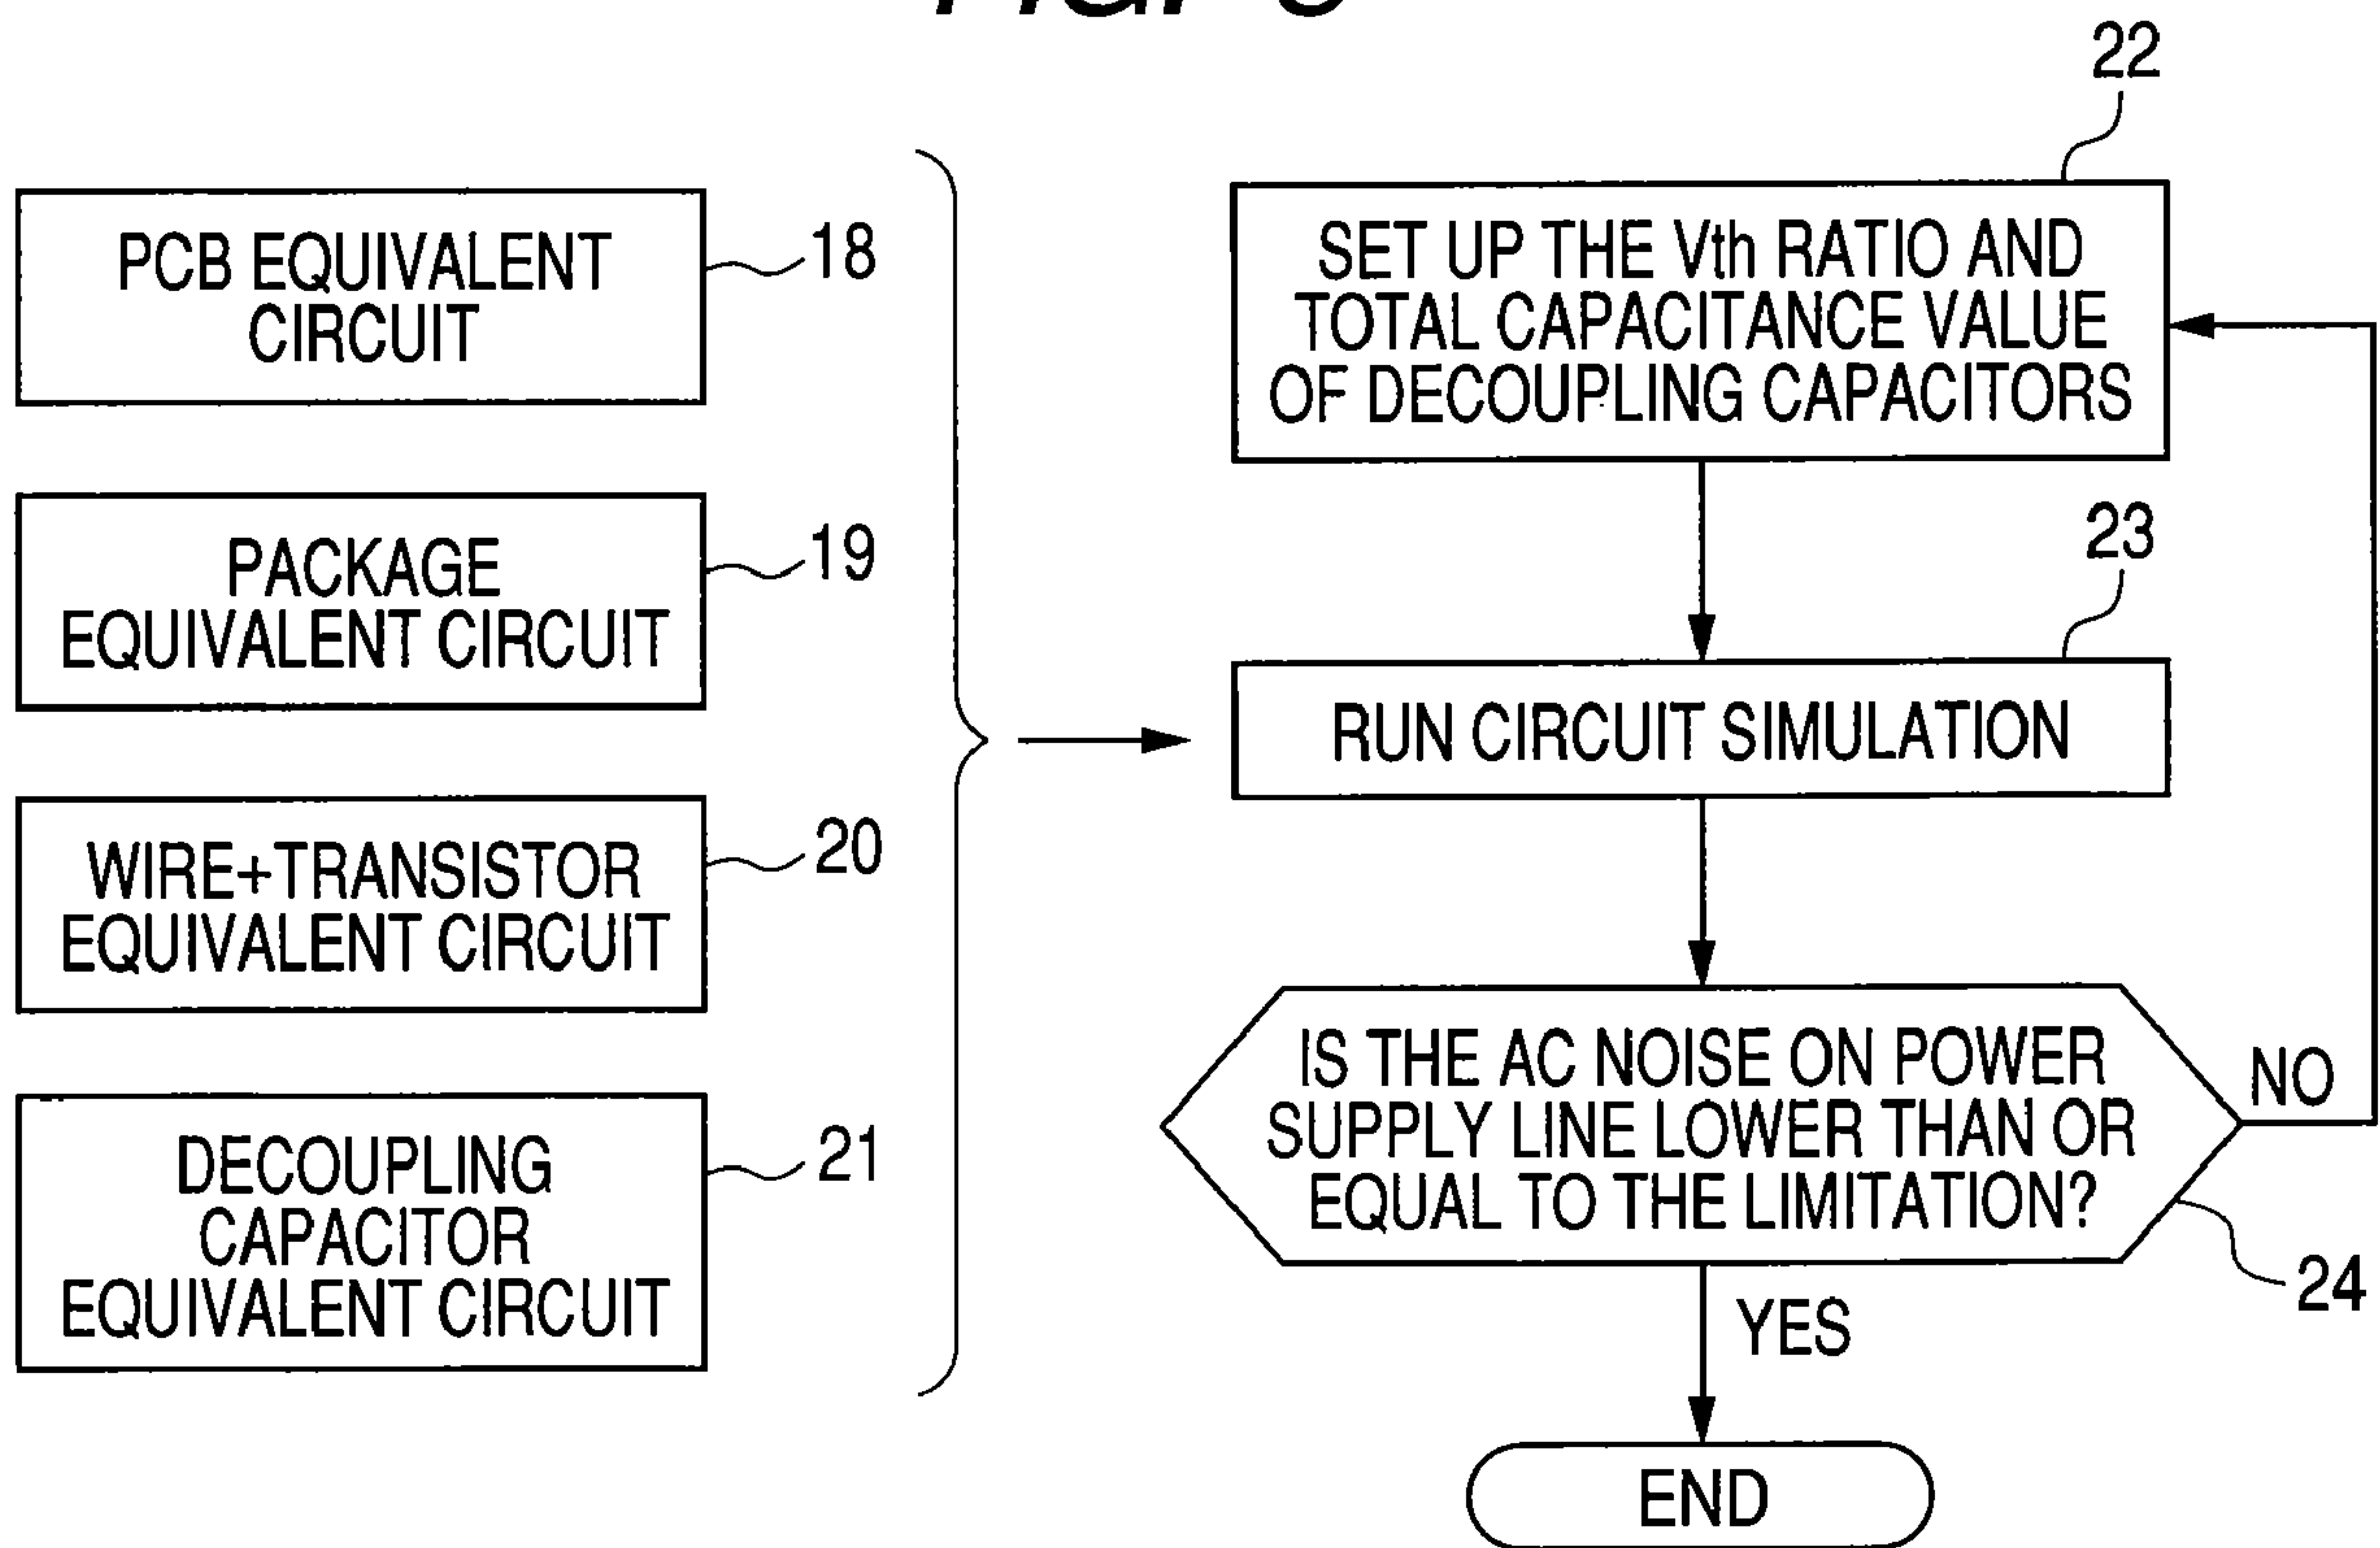 22
PCB EQUIVALENT
CIRCUIT
18
PACKAGE
EQUIVALENT CIRCUIT
19
WIRE+TRANSISTOR
EQUIVALENT CIRCUIT
20
DECOUPLING
CAPACITOR
EQUIVALENT CIRCUIT
21
SET UP THE Vth RATIO AND
TOTAL CAPACITANCE VALUE
OF DECOUPLING CAPACITORS
23
RUN CIRCUIT SIMULATION
IS THE AC NOISE ON POWER
SUPPLY LINE LOWER THAN OR
EQUAL TO THE LIMITATION?
NO
24
YES
END